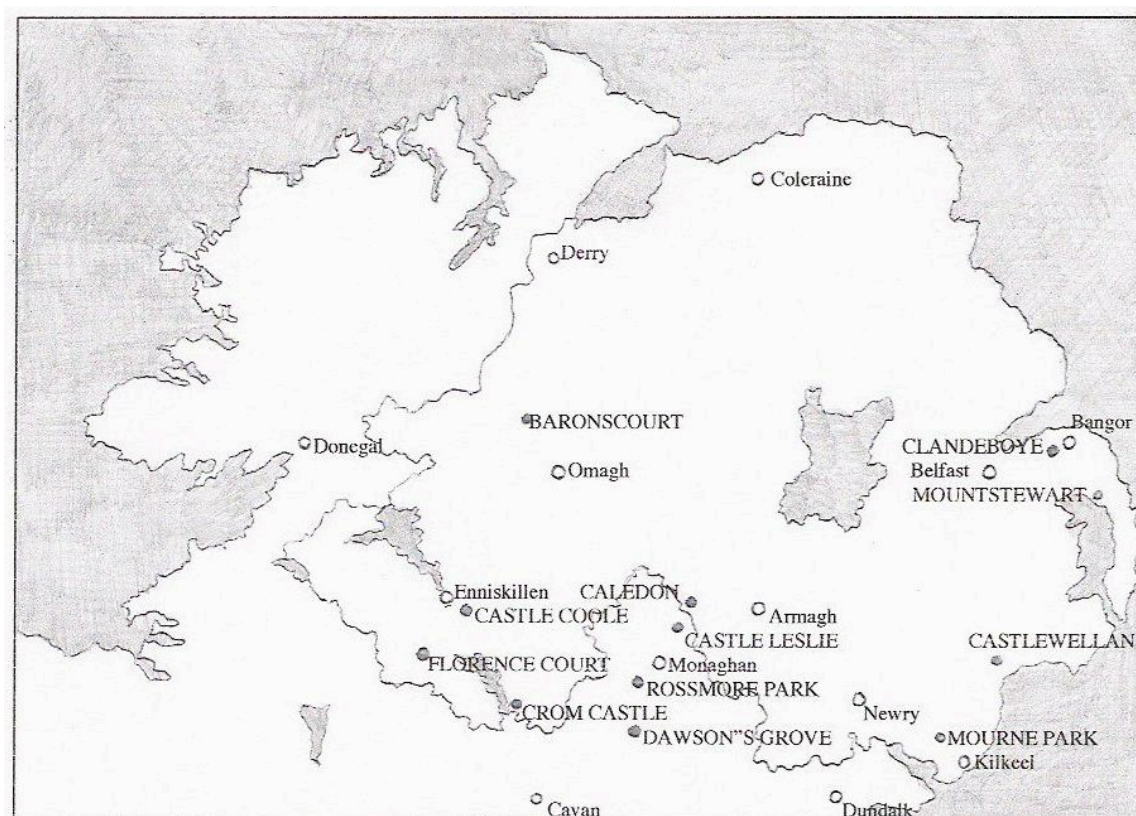 Coleraine
Derry
BARONSCOURT
Donegal
Bangor
CLANDEBOYE
Omagh
Belfast
MOUNTSTEWART
Enniskillen
CALEDON
CASTLE COOLE
Armagh
CASTLE LESLIE
CASTLEWELLAN
FLORENCE COURT
Monaghan
ROSSMORE PARK
CROM CASTLE
Newry
DAWSON"S GROVE
MOURNE PARK
Kilkeel
Cavan
Dundalk